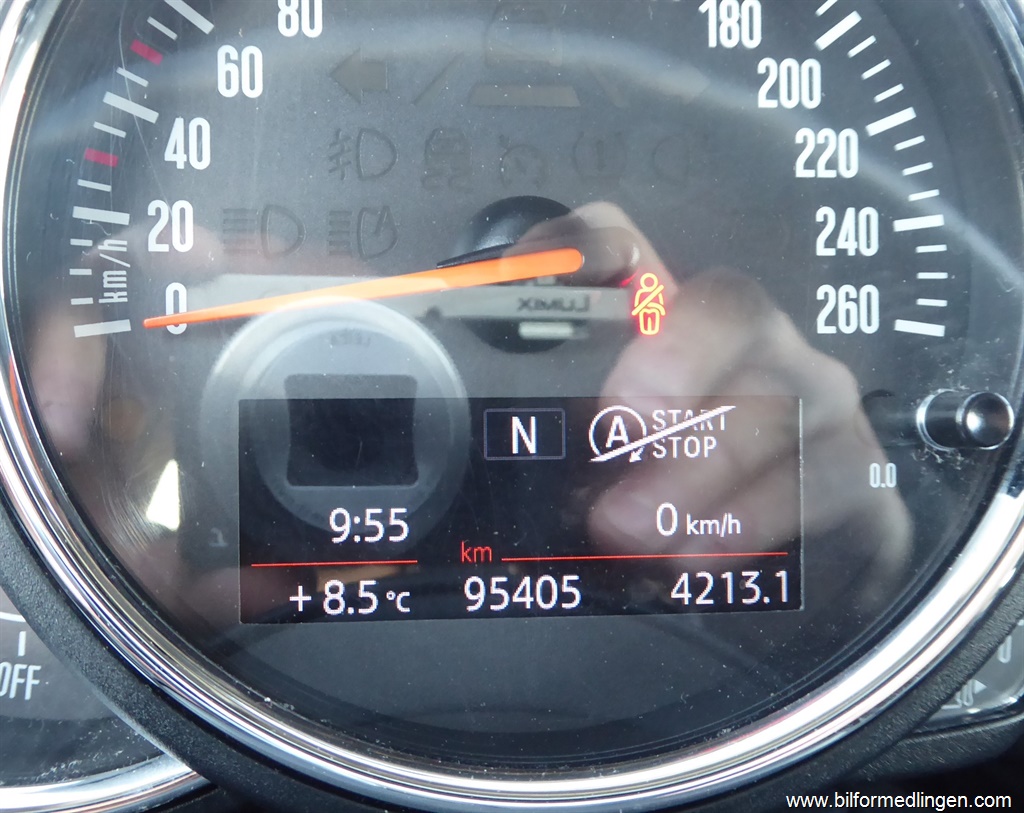 80
180
60
200
40
220
20
240
km/h
0
260
LUMIX
N
A START STOP
0.0
9:55
0 km/h
km
+ 8.5 °C
95405
4213.1
OFF
www.bilformedlingen.com